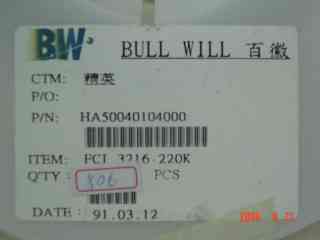 BW BULL WILL 百徽
CTM: 精英
P/O:
P/N: HA50040104000
ITEM: FCI 3216-220K
Q'TY: 806 PCS
DATE: 91.03.12